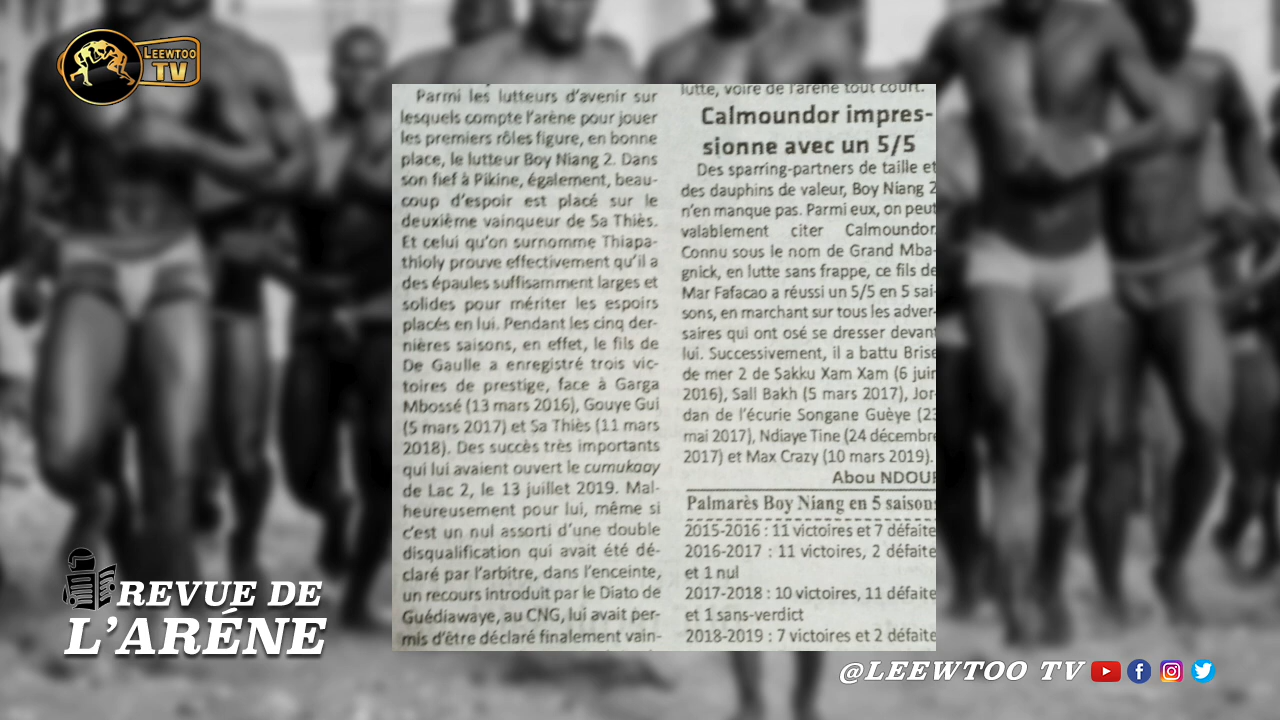 LEEWTOO
TV
Parmi les lutteurs d'avenir sur
lesquels compte l'arène pour jouer
les premiers rôles figure, en bonne
place, le lutteur Boy Niang 2. Dans
son fief à Pikine, également, beau-
coup d'espoir est placé sur le
deuxième vainqueur de Sa Thiès.
Et celui qu'on surnomme Thiapa-
thioly prouve effectivement qu'il a
des épaules suffisamment larges et
solides pour mériter les espoirs
placés en lui. Pendant les cinq der-
nières saisons, en effet, le fils de
De Gaulle a enregistré trois vic-
toires de prestige, face à Garga
Mbossé (13 mars 2016), Gouye Gui
(5 mars 2017) et Sa Thiès (11 mars
2018). Des succès très importants
qui lui avaient ouvert le cumukaay
de Lac 2, le 13 juillet 2019. Mal-
heureusement pour lui, même si
c'est un nul assorti d'une double
disqualification qui avait été dé-
claré par l'arbitre, dans l'enceinte,
un recours introduit par le Diato de
Guédiawaye, au CNG, lui avait per-
mis d'être déclaré finalement vain-
lutte, voire de l'arène tout court.
Calmoundor impres-
sionne avec un 5/5
Des sparring-partners de taille et
des dauphins de valeur, Boy Niang 2
n'en manque pas. Parmi eux, on peut
valablement citer Calmoundor.
Connu sous le nom de Grand Mba-
gnick, en lutte sans frappe, ce fils de
Mar Fafacao a réussi un 5/5 en 5 sai-
sons, en marchant sur tous les adver-
saires qui ont osé se dresser devant
lui. Successivement, il a battu Brise
de mer 2 de Sakku Xam Xam (6 juin
2016), Sall Bakh (5 mars 2017), Jor-
dan de l'écurie Songane Guèye (23
mai 2017), Ndiaye Tine (24 décembre
2017) et Max Crazy (10 mars 2019).
Abou NDOUR
Palmarès Boy Niang en 5 saisons
2015-2016 : 11 victoires et 7 défaite
2016-2017 : 11 victoires, 2 défaite
et 1 nul
2017-2018 : 10 victoires, 11 défaite
et 1 sans-verdict
2018-2019 : 7 victoires et 2 défaite
REVUE DE
L'ARÉNE
@LEEWTOO TV